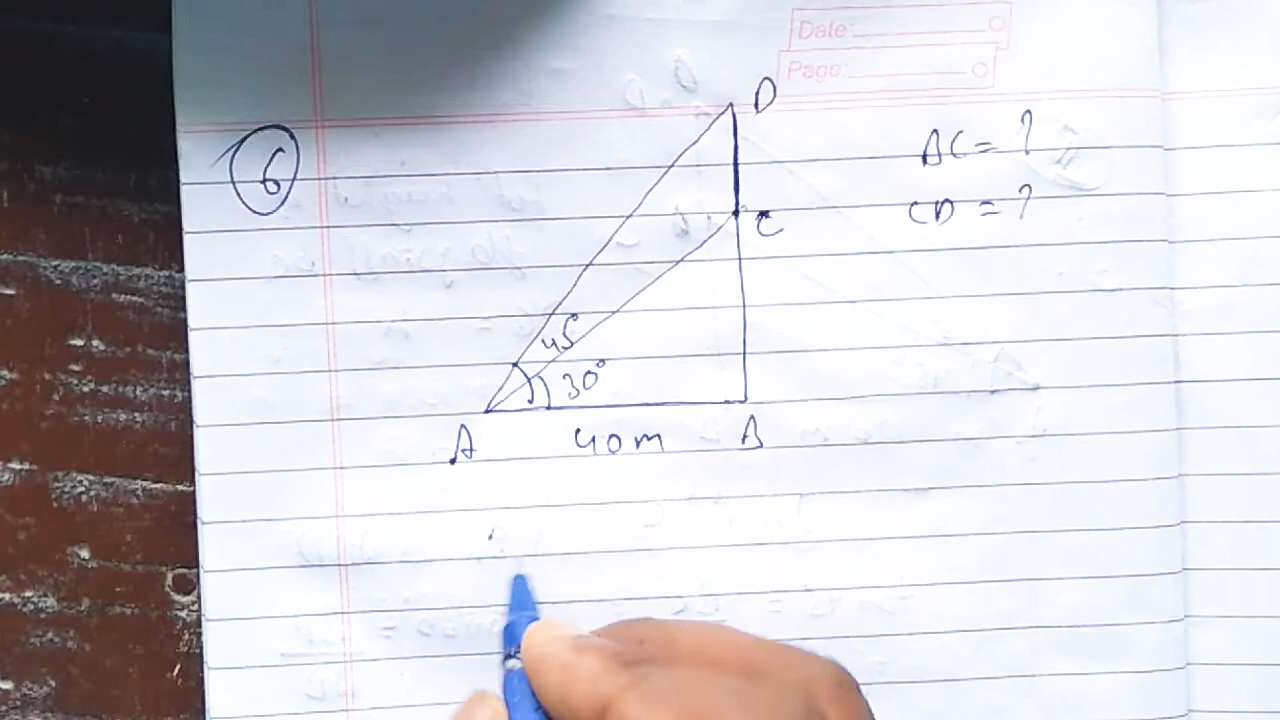 Date:
Page:
6
D
BC = ?
CD = ?
C
45
30°
A 40m B